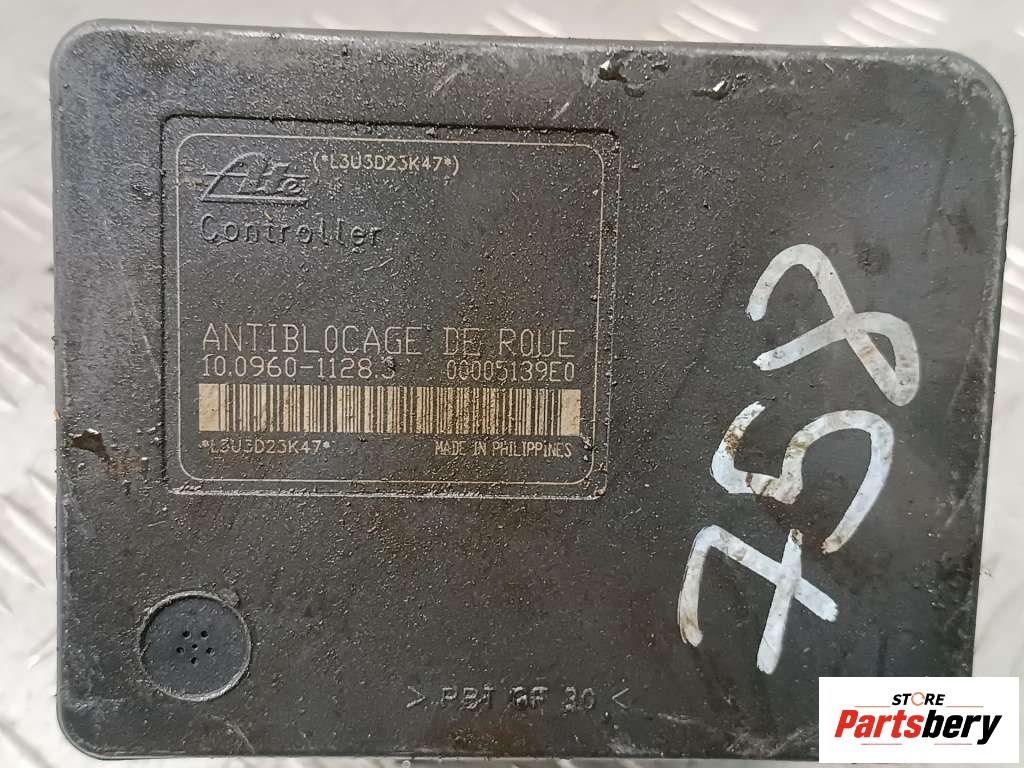 Ate (*L3U3D23K47*)
Controller
ANTIBLOCAGE DE ROUE
10.0960-1128.3 00005139E0
*L3U3D23K47* MADE IN PHILIPPINES
757
> PBT GF 30 <
STORE
Partsbery